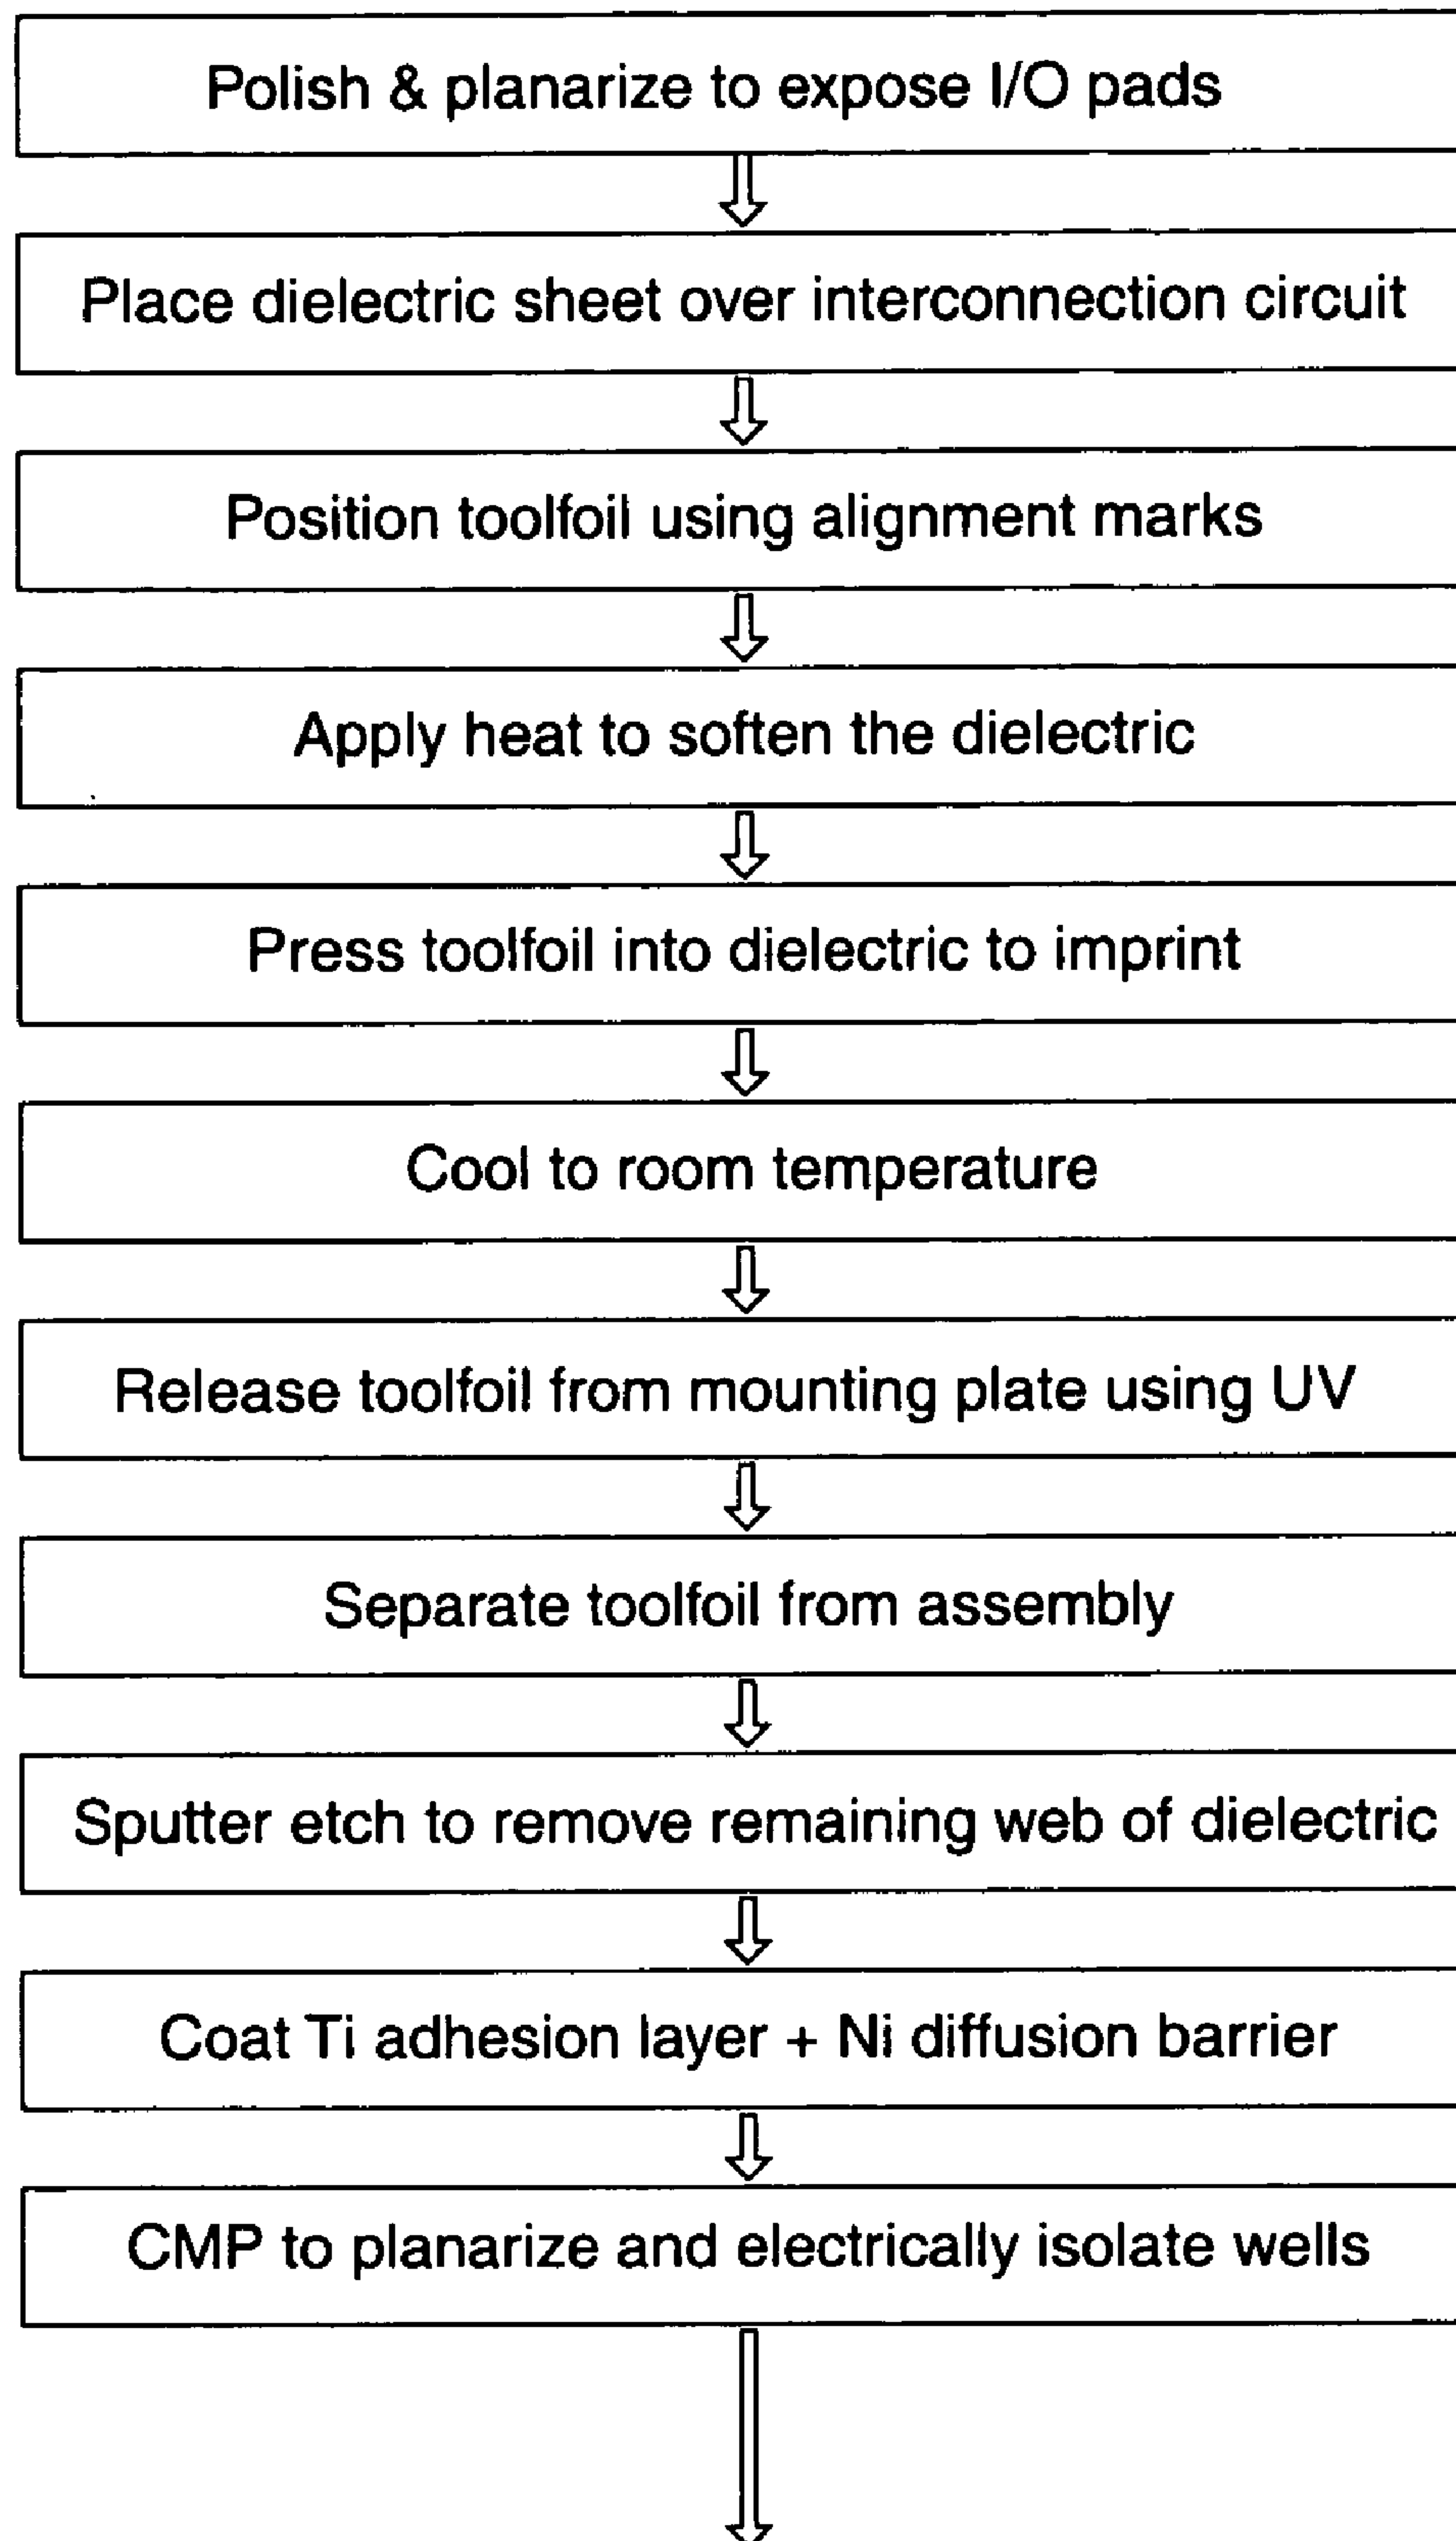 Polish & planarize to expose I/O pads
Place dielectric sheet over interconnection circuit
Position toolfoil using alignment marks
Apply heat to soften the dielectric
Press toolfoil into dielectric to imprint
Cool to room temperature
Release toolfoil from mounting plate using UV
Separate toolfoil from assembly
Sputter etch to remove remaining web of dielectric
Coat Ti adhesion layer + Ni diffusion barrier
CMP to planarize and electrically isolate wells